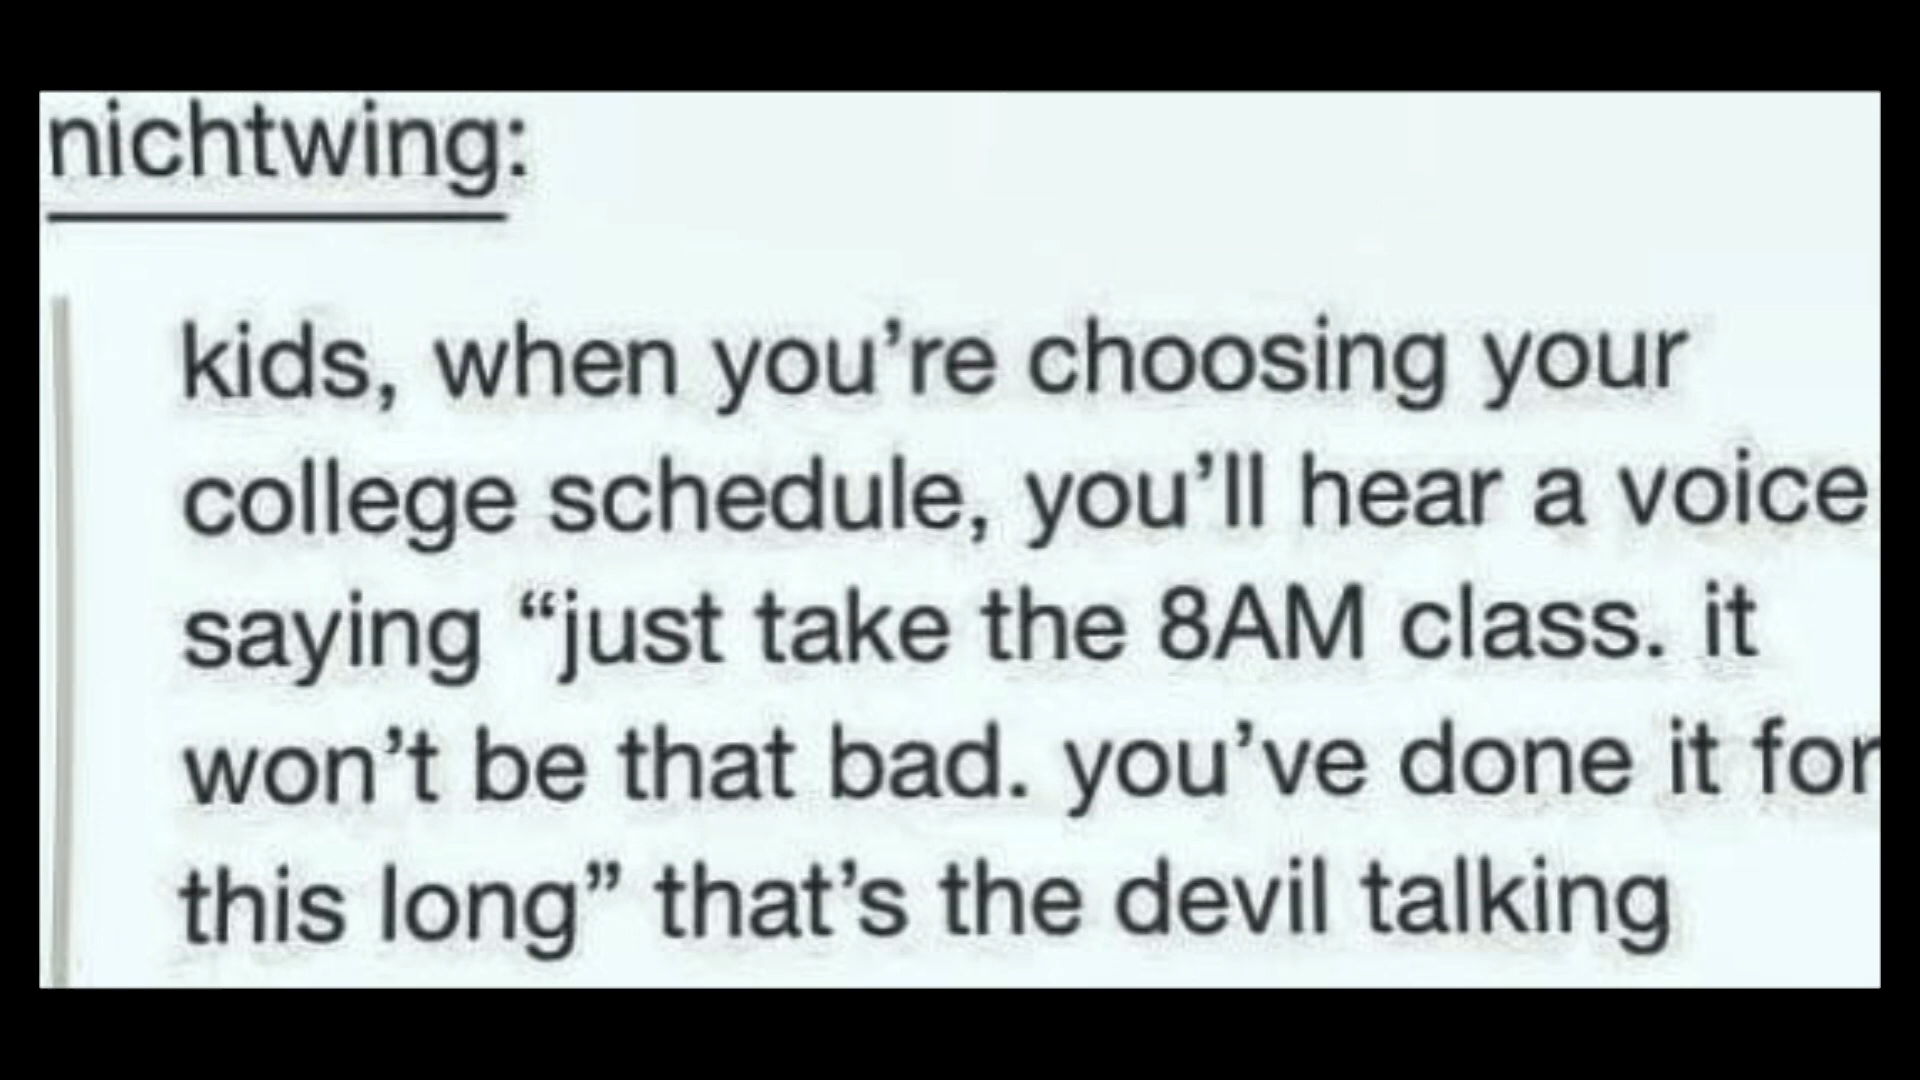 nichtwing:
kids, when you’re choosing your
college schedule, you’ll hear a voice
saying “just take the 8AM class. it
won’t be that bad. you’ve done it for
this long” that’s the devil talking